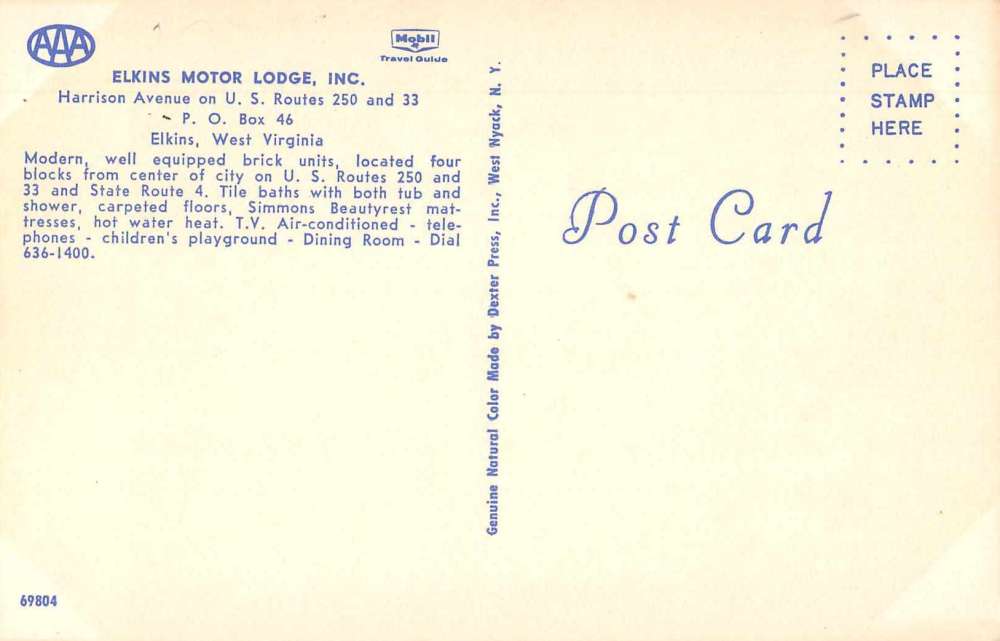 AAA
Mobil
Travel Guide
ELKINS MOTOR LODGE, INC.
Harrison Avenue on U. S. Routes 250 and 33
P. O. Box 46
Elkins, West Virginia
Modern, well equipped brick units, located four
blocks from center of city on U. S. Routes 250 and
33 and State Route 4. Tile baths with both tub and
shower, carpeted floors, Simmons Beautyrest mat-
tresses, hot water heat. T.V. Air-conditioned - tele-
phones - children's playground - Dining Room - Dial
636-1400.
69804
Genuine Natural Color Made by Dexter Press, Inc., West Nyack, N. Y.
PLACE
STAMP
HERE
Post Card